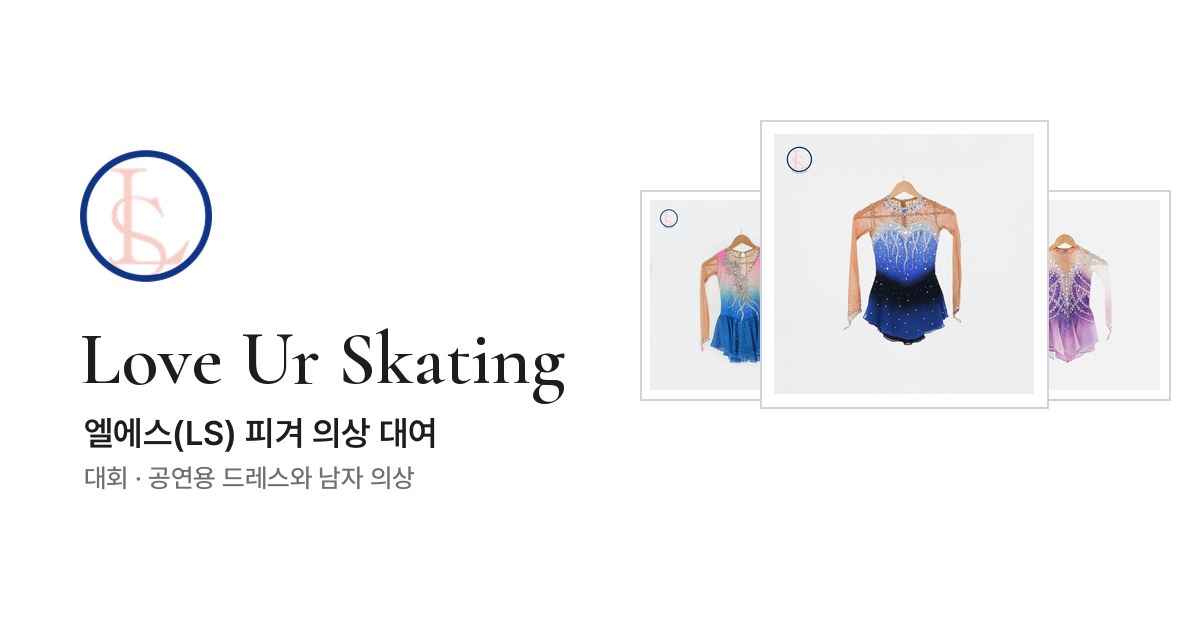 LS
Love Ur Skating
엘에스(LS) 피겨 의상 대여
대회 · 공연용 드레스와 남자 의상